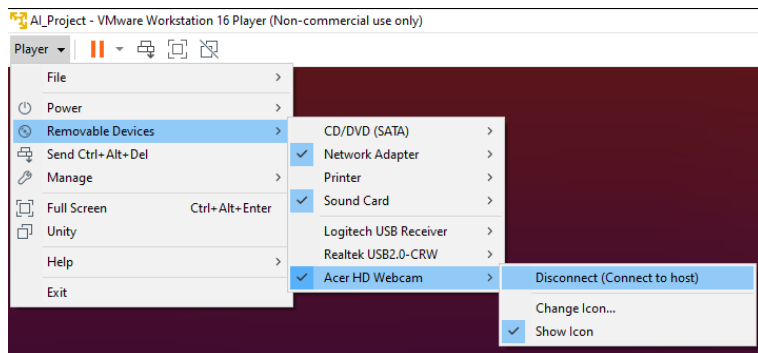 AI_Project - VMware Workstation 16 Player (Non-commercial use only)
Player
File
Power
Removable Devices
Send Ctrl+Alt+Del
Manage
Full Screen Ctrl+Alt+Enter
Unity
Help
Exit
CD/DVD (SATA)
Network Adapter
Printer
Sound Card
Logitech USB Receiver
Realtek USB2.0-CRW
Acer HD Webcam
Disconnect (Connect to host)
Change Icon...
Show Icon